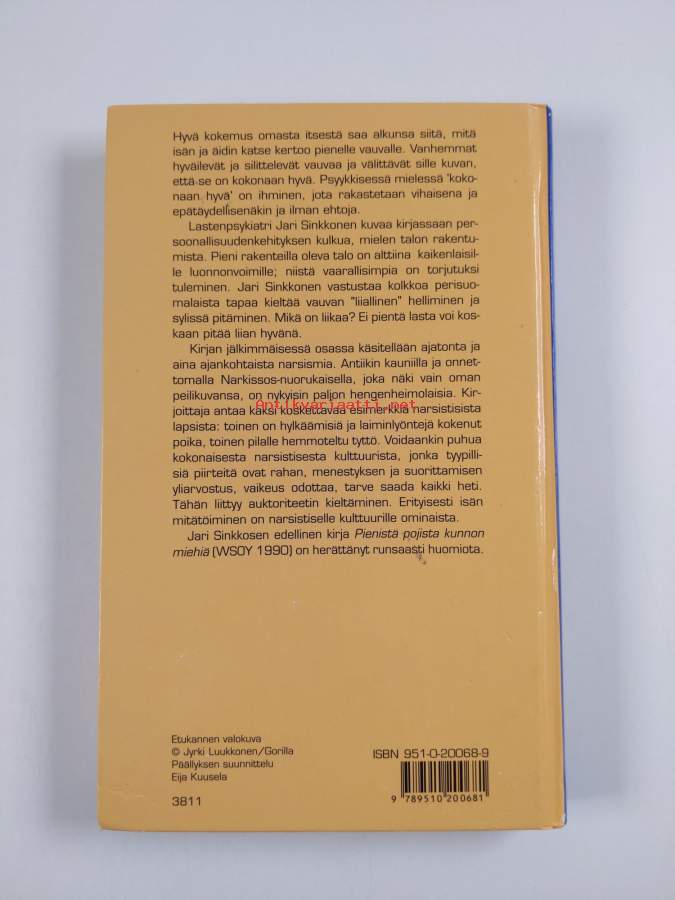 Hyvä kokemus omasta itsestä saa alkunsa siitä, mitä
isän ja äidin katse kertoo pienelle vauvalle. Vanhemmat
hyväilevät ja silittelevät vauvaa ja välittävät sille kuvan,
että se on kokonaan hyvä. Psyykkisessä mielessä 'koko-
naan hyvä' on ihminen, jota rakastetaan vihaisena ja
epätäydellisenäkin ja ilman ehtoja.
Lastenpsykiatri Jari Sinkkonen kuvaa kirjassaan per-
soonallisuudenkehityksen kulkua, mielen talon rakentu-
mista. Pieni rakenteilla oleva talo on alttiina kaikenlaisil-
le luonnonvoimille; niistä vaarallisimpia on torjutuksi
tuleminen. Jari Sinkkonen vastustaa kolkkoa perisuo-
malaista tapaa kieltää vauvan "liiallinen" helliminen ja
sylissä pitäminen. Mikä on liikaa? Ei pientä lasta voi kos-
kaan pitää liian hyvänä.
Kirjan jälkimmäisessä osassa käsitellään ajatonta ja
aina ajankohtaista narsismia. Antiikin kauniilla ja onnet-
tomalla Narkissos-nuorukaisella, joka näki vain oman
peilikuvansa, on nykyisin paljon hengenheimolaisia. Kir-
Antikvariaatti.net
joittaja antaa kaksi koskettavaa esimerkkiä narsistisista
lapsista: toinen on hylkäämisiä ja laiminlyöntejä kokenut
poika, toinen pilalle hemmoteltu tyttö. Voidaankin puhua
kokonaisesta narsistisesta kulttuurista, jonka tyypilli-
siä piirteitä ovat rahan, menestyksen ja suorittamisen
yliarvostus, vaikeus odottaa, tarve saada kaikki heti.
Tähän liittyy auktoriteetin kieltäminen. Erityisesti isän
mitätöiminen on narsistiselle kulttuurille ominaista.
Jari Sinkkosen edellinen kirja Pienistä pojista kunnon
miehiä (WSOY 1990) on herättänyt runsaasti huomiota.
Etukannen valokuva
© Jyrki Luukkonen/Gorilla
Päällyksen suunnittelu
Eija Kuusela
3811
ISBN 951-0-20068-9
9 789510 200681